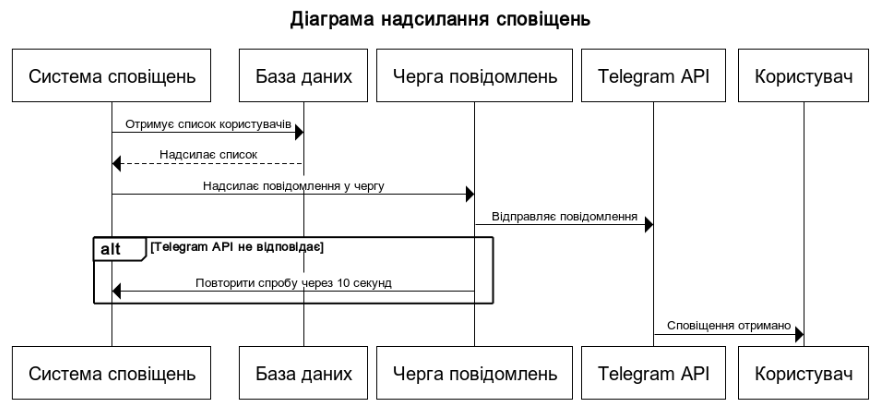 Діаграма надсилання сповіщень
Система сповіщень
База даних
Черга повідомлень
Telegram API
Користувач
Отримує список користувачів
Надсилає список
Надсилає повідомлення у чергу
Відправляє повідомлення
alt [Telegram API не відповідає]
Повторити спробу через 10 секунд
Сповіщення отримано
Система сповіщень
База даних
Черга повідомлень
Telegram API
Користувач